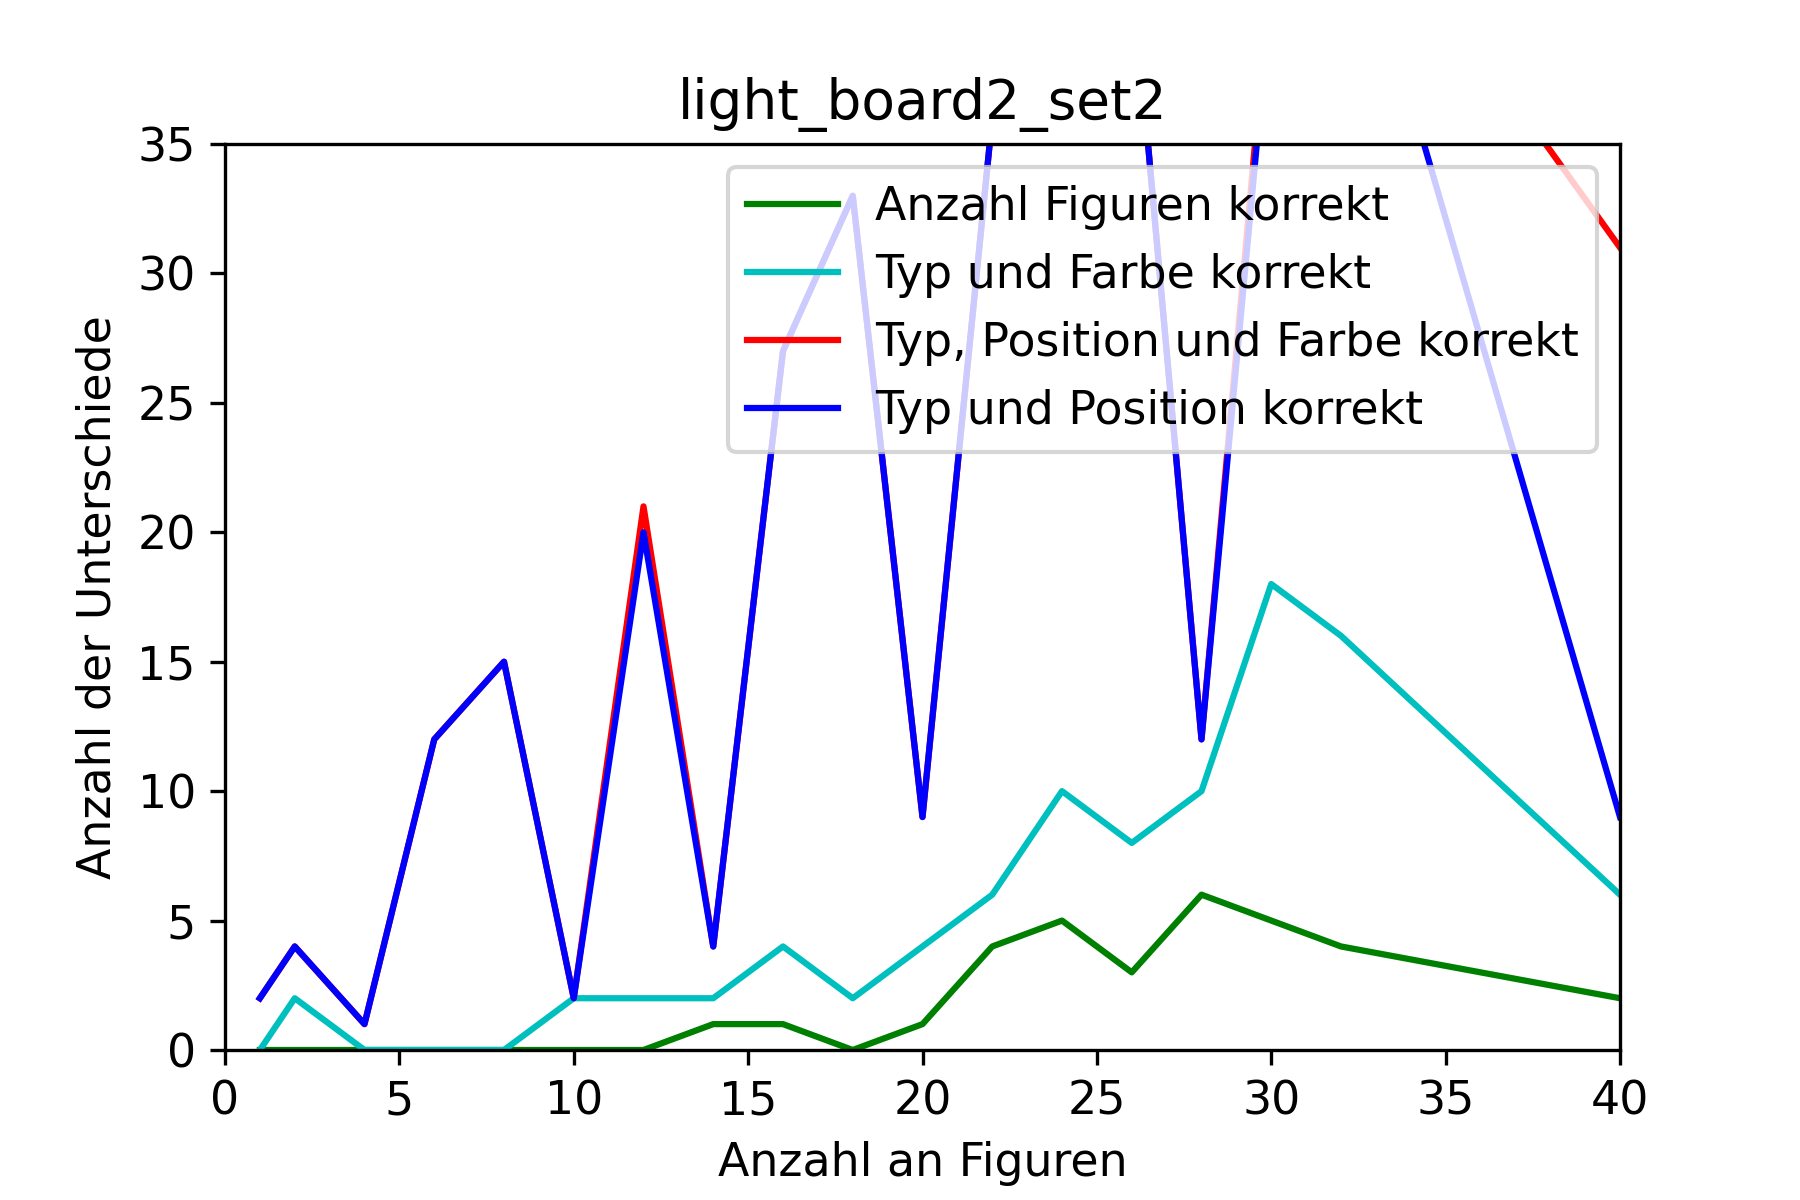 light_board2_set2
35
30
25
20
15
10
5
0
Anzahl der Unterschiede
Anzahl Figuren korrekt
Typ und Farbe korrekt
Typ, Position und Farbe korrekt
Typ und Position korrekt
0 5 10 15 20 25 30 35 40
Anzahl an Figuren